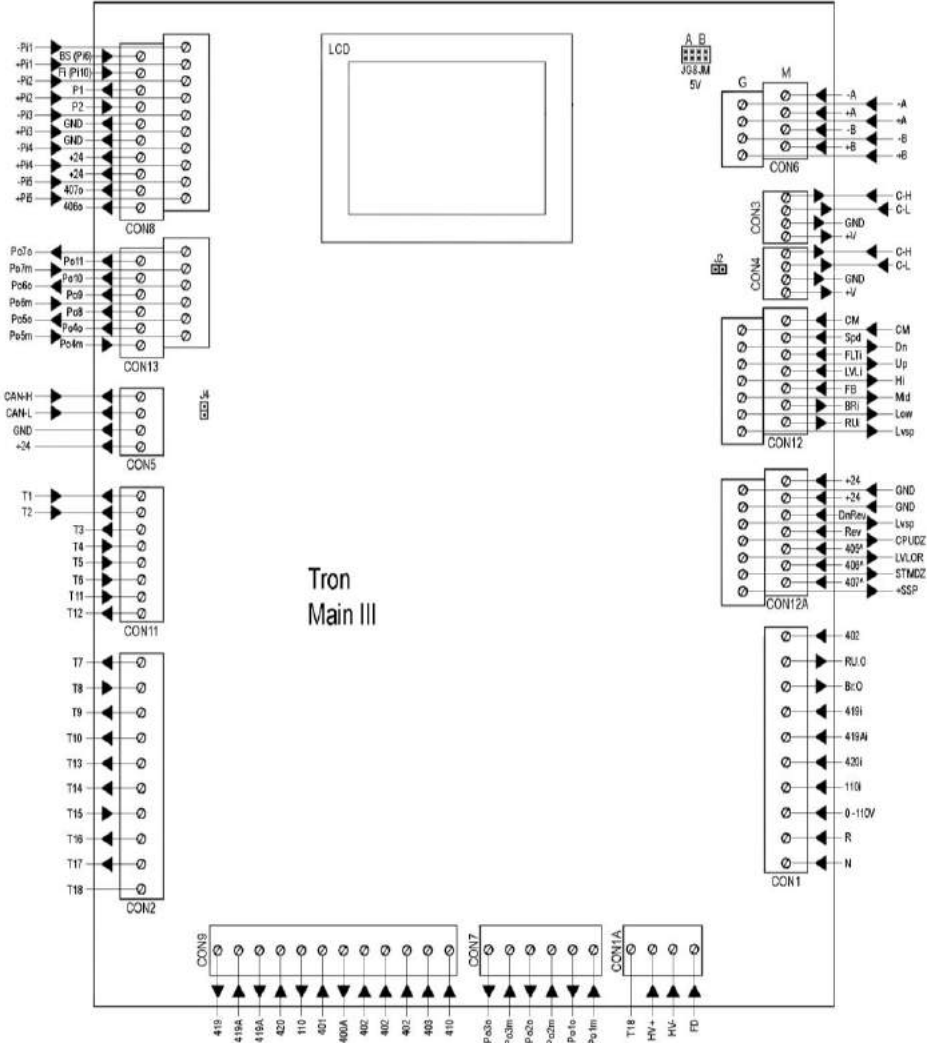 LCD
A B
JG8JM
5V
-Pi1
BS (Pi6)
+Pi1
Fi (Pi10)
-Pi2
P1
+Pi2
P2
-Pi3
GND
+Pi3
GND
-Pi4
+24
+Pi4
+24
-Pi5
407o
+Pi5
406o
CON8
Po7o
Po11
Po7m
Po10
Po6o
Po9
Po6m
Po8
Po5o
Po4o
Po5m
Po4m
CON13
CAN-H
CAN-L
GND
+24
J4
CON5
T1
T2
T3
T4
T5
T6
T11
T12
CON11
T7
T8
T9
T10
T13
T14
T15
T16
T17
T18
CON2
Tron
Main III
G
M
-A
-A
+A
+A
-B
-B
+B
+B
CON6
CON3
C-H
C-L
GND
+V
J2
CON4
C-H
C-L
GND
+V
CM
CM
Spd
Dn
FLTi
Up
LVLi
Hi
FB
Mid
BRi
Low
RUi
Lvsp
CON12
+24
GND
+24
GND
DnRev
Lvsp
Rev
CPUDZ
405*
LVLOR
406*
STMDZ
407*
+SSP
CON12A
402
RU.O
Br.O
419i
419Ai
420i
110i
0 -110V
R
N
CON1
CON9
419
419A
419A
420
110
401
400A
402
402
402
403
410
CON7
Po3o
Po3m
Po2o
Po2m
Po1o
Po1m
CON1A
T18
HV+
HV-
FD